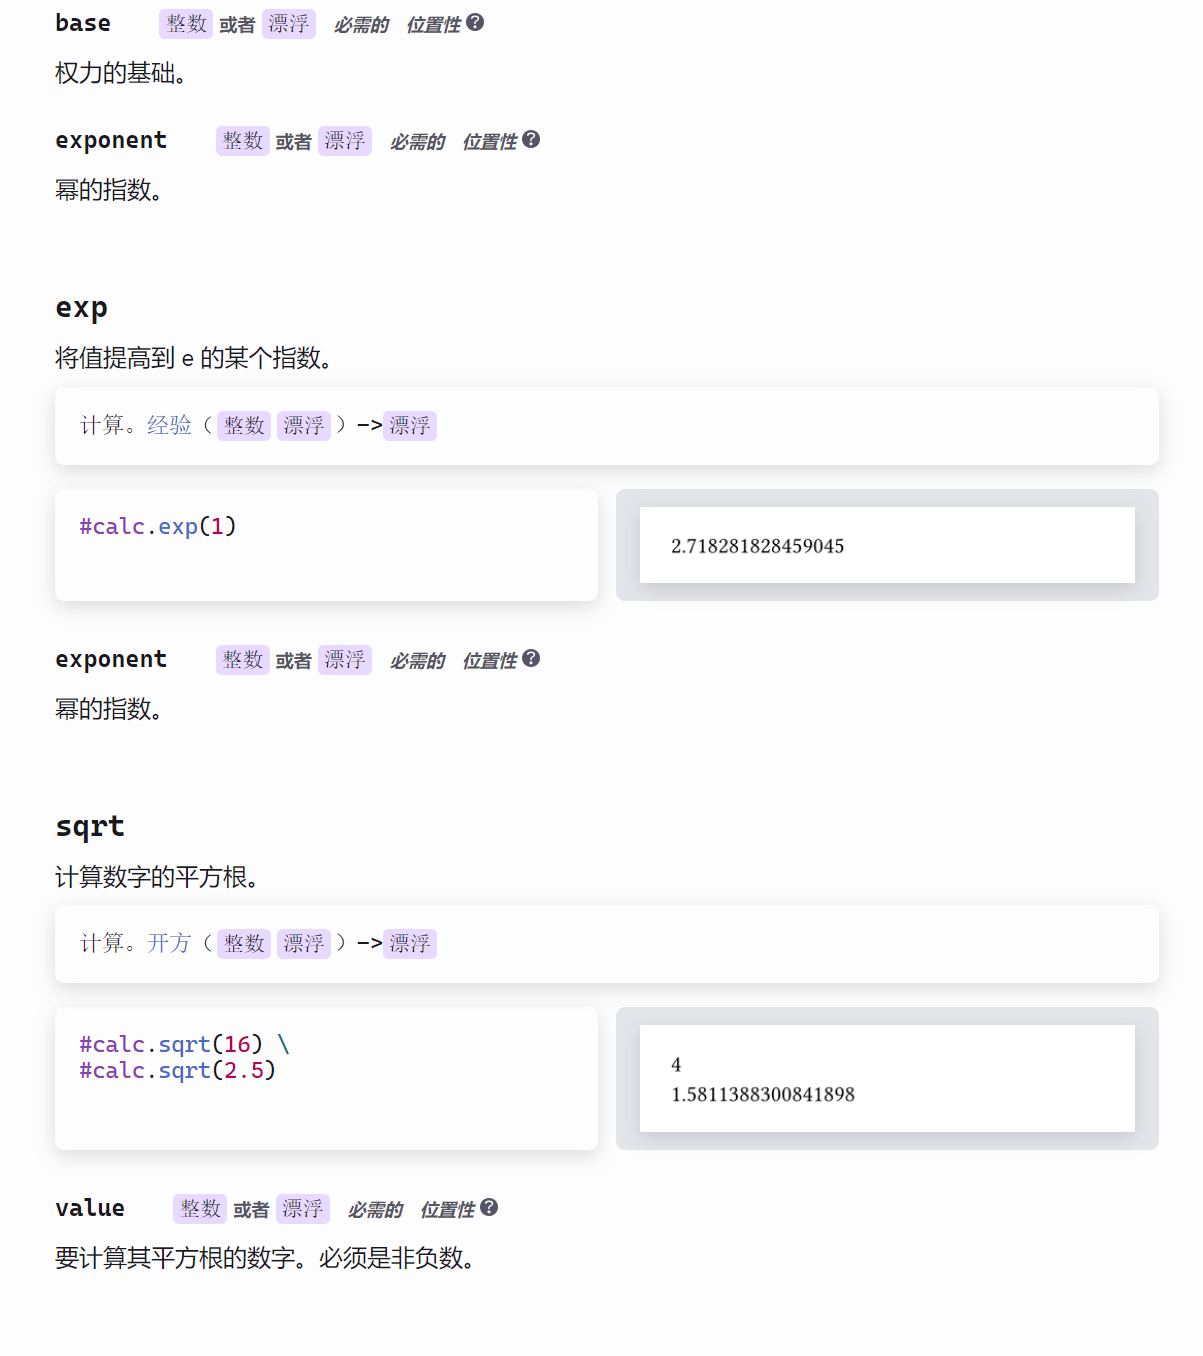 base 整数 或者 漂浮 必需的 位置性 ?
权力的基础。
exponent 整数 或者 漂浮 必需的 位置性 ?
幂的指数。
exp
将值提高到 e 的某个指数。
计算。经验（ 整数 漂浮 ）->漂浮
#calc.exp(1)
2.718281828459045
exponent 整数 或者 漂浮 必需的 位置性 ?
幂的指数。
sqrt
计算数字的平方根。
计算。开方（ 整数 漂浮 ）->漂浮
#calc.sqrt(16) \
#calc.sqrt(2.5)
4
1.5811388300841898
value 整数 或者 漂浮 必需的 位置性 ?
要计算其平方根的数字。必须是非负数。